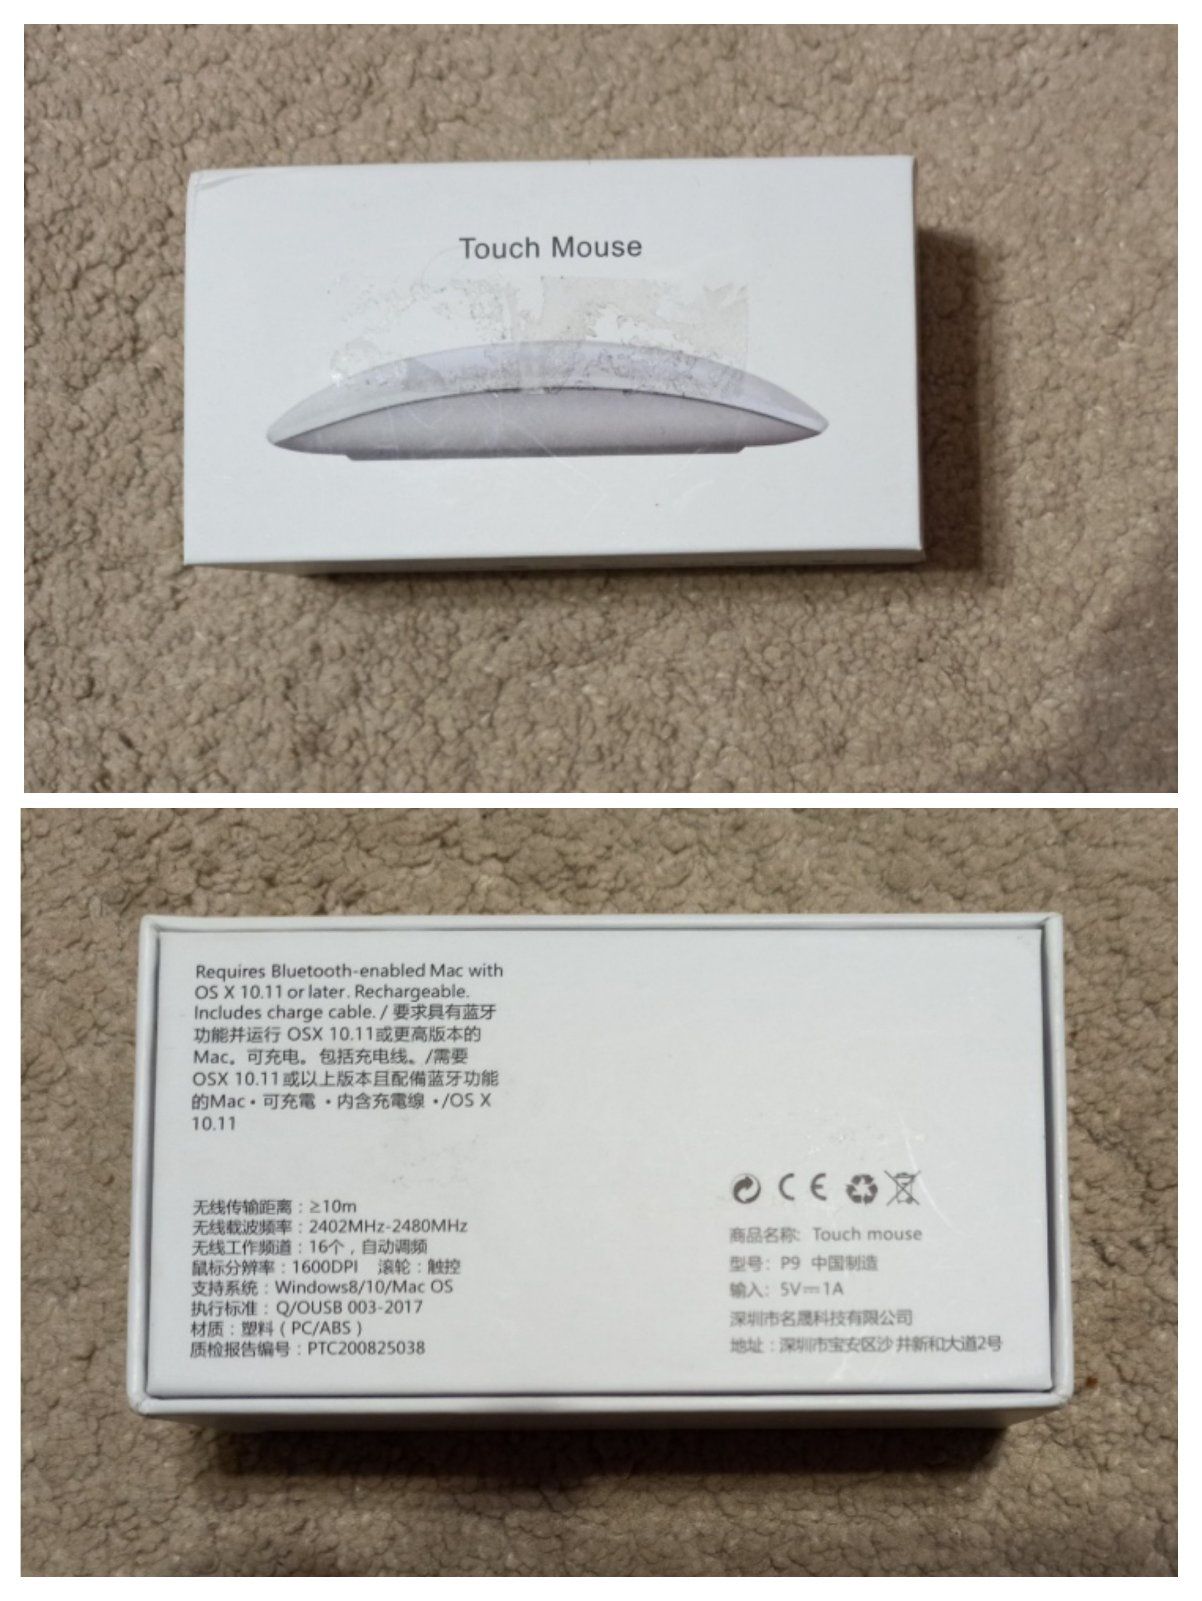 Touch Mouse
Requires Bluetooth-enabled Mac with
OS X 10.11 or later. Rechargeable.
Includes charge cable. / 要求具有蓝牙
功能并运行 OSX 10.11或更高版本的
Mac。可充电。包括充电线。/需要
OSX 10.11或以上版本且配備蓝牙功能
的Mac・可充電 ・内含充電線 ・/OS X
10.11
无线传输距离：≥10m
无线载波频率：2402MHz-2480MHz
无线工作频道：16个，自动调频
鼠标分辨率：1600DPI 滚轮：触控
支持系统：Windows8/10/Mac OS
执行标准：Q/OUSB 003-2017
材质：塑料（PC/ABS）
质检报告编号：PTC200825038
CE
商品名称: Touch mouse
型号: P9 中国制造
输入: 5V⎓1A
深圳市名晟科技有限公司
地址：深圳市宝安区沙井新和大道2号